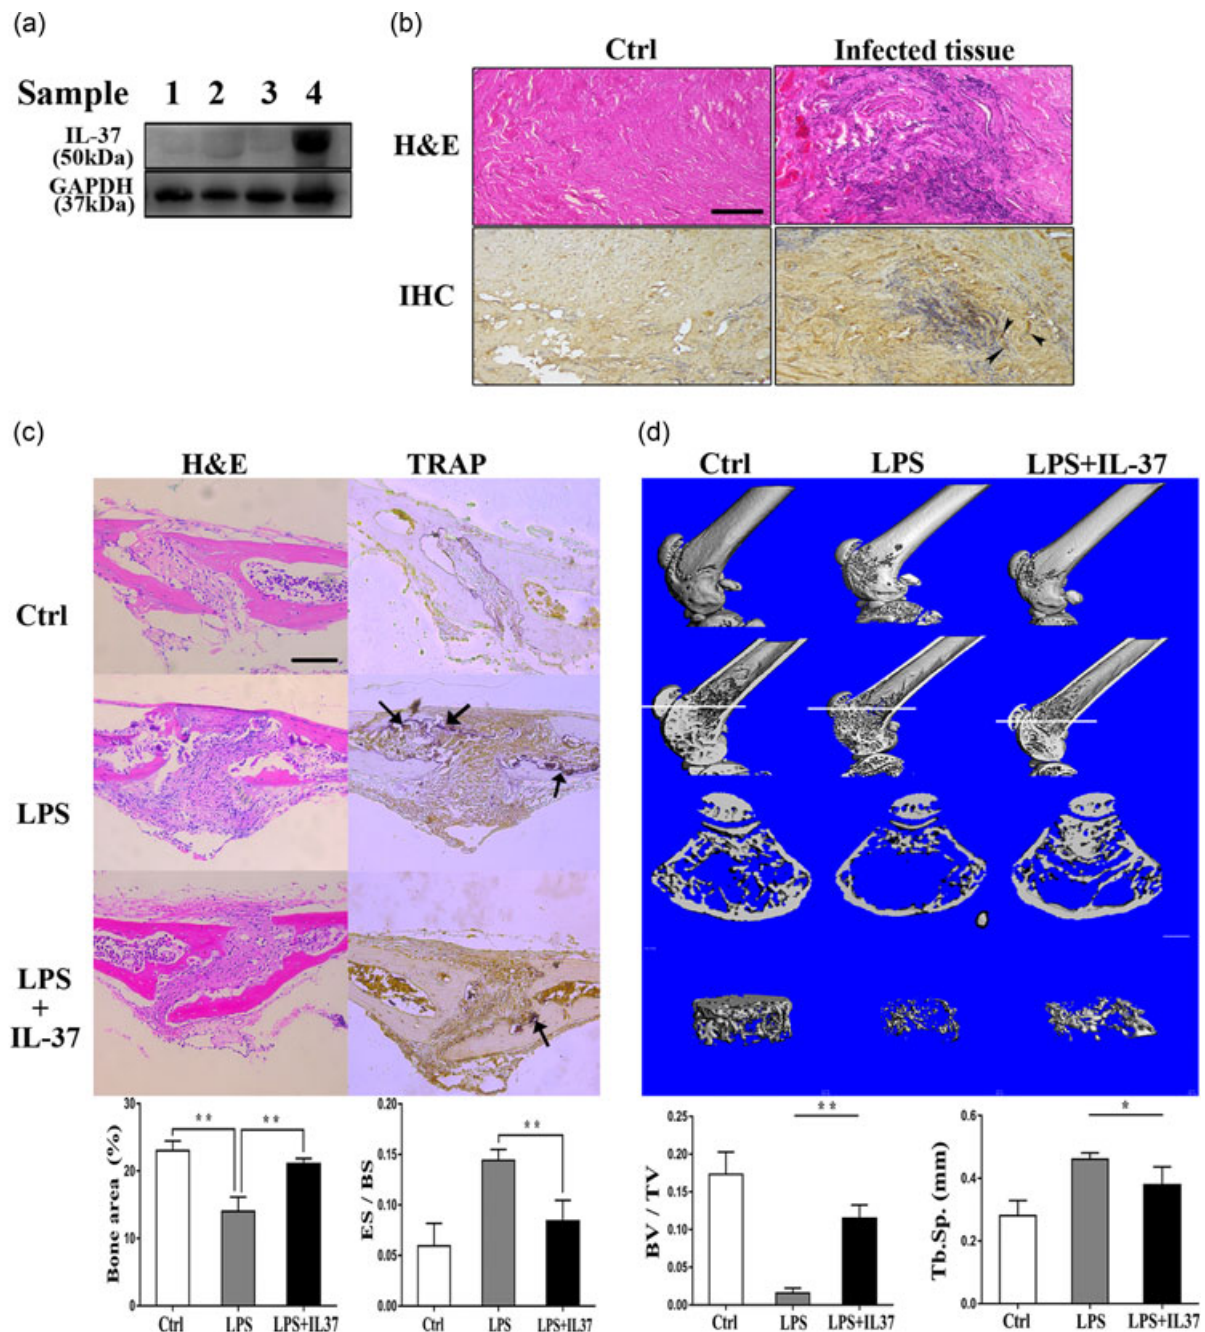 (a)
Sample 1 2 3 4
IL-37
(50kDa)
GAPDH
(37kDa)
(b)
Ctrl Infected tissue
H&E
IHC
(c)
H&E TRAP
Ctrl
LPS
LPS
+
IL-37
Bone area (%)
30
20
10
0
** **
Ctrl LPS LPS+IL37
ES / BS
0.20
0.15
0.10
0.05
0.00
**
Ctrl LPS LPS+IL37
(d)
Ctrl LPS LPS+IL-37
BV / TV
0.25
0.20
0.15
0.10
0.05
0.00
**
Ctrl LPS LPS+IL37
Tb.Sp. (mm)
0.6
0.4
0.2
0.0
*
Ctrl LPS LPS+IL37